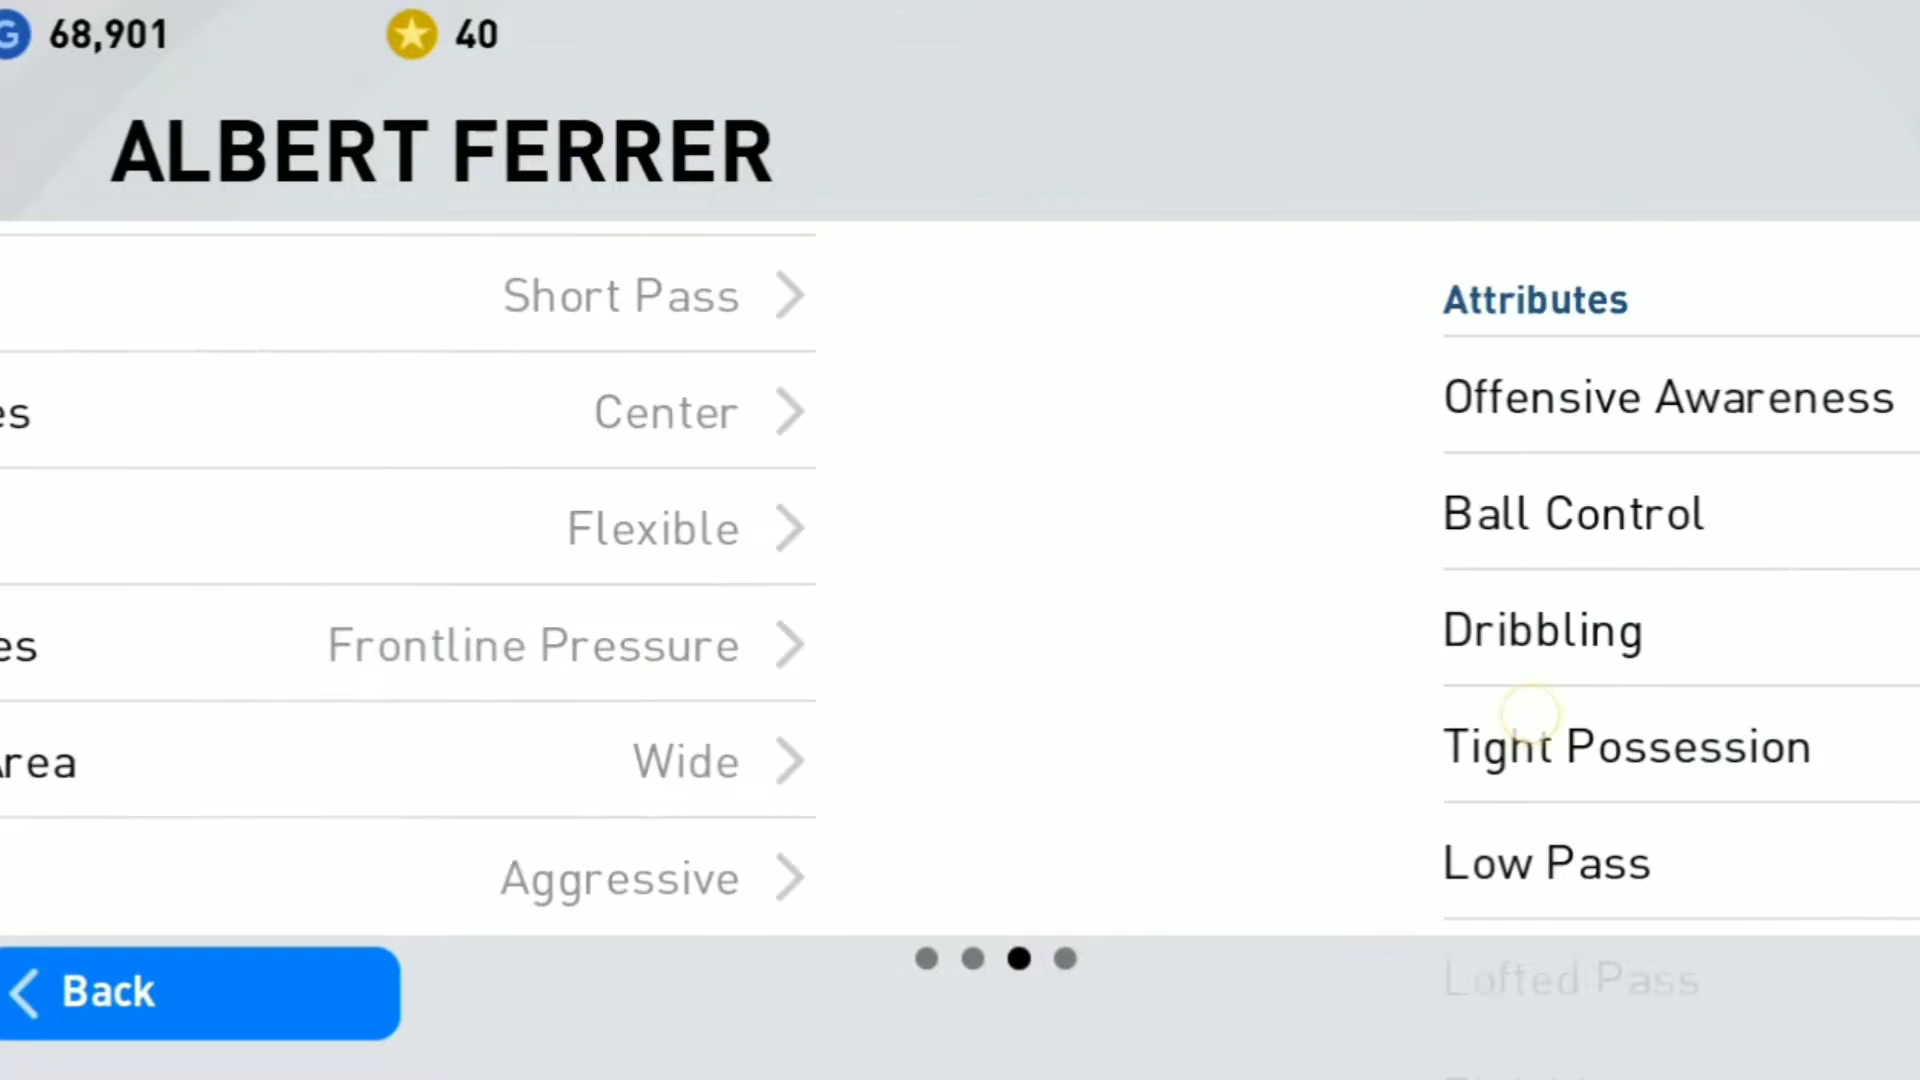 G 68,901 40
ALBERT FERRER
Short Pass
es Center
Flexible
es Frontline Pressure
Area Wide
Aggressive
Attributes
Offensive Awareness
Ball Control
Dribbling
Tight Possession
Low Pass
Lofted Pass
Back